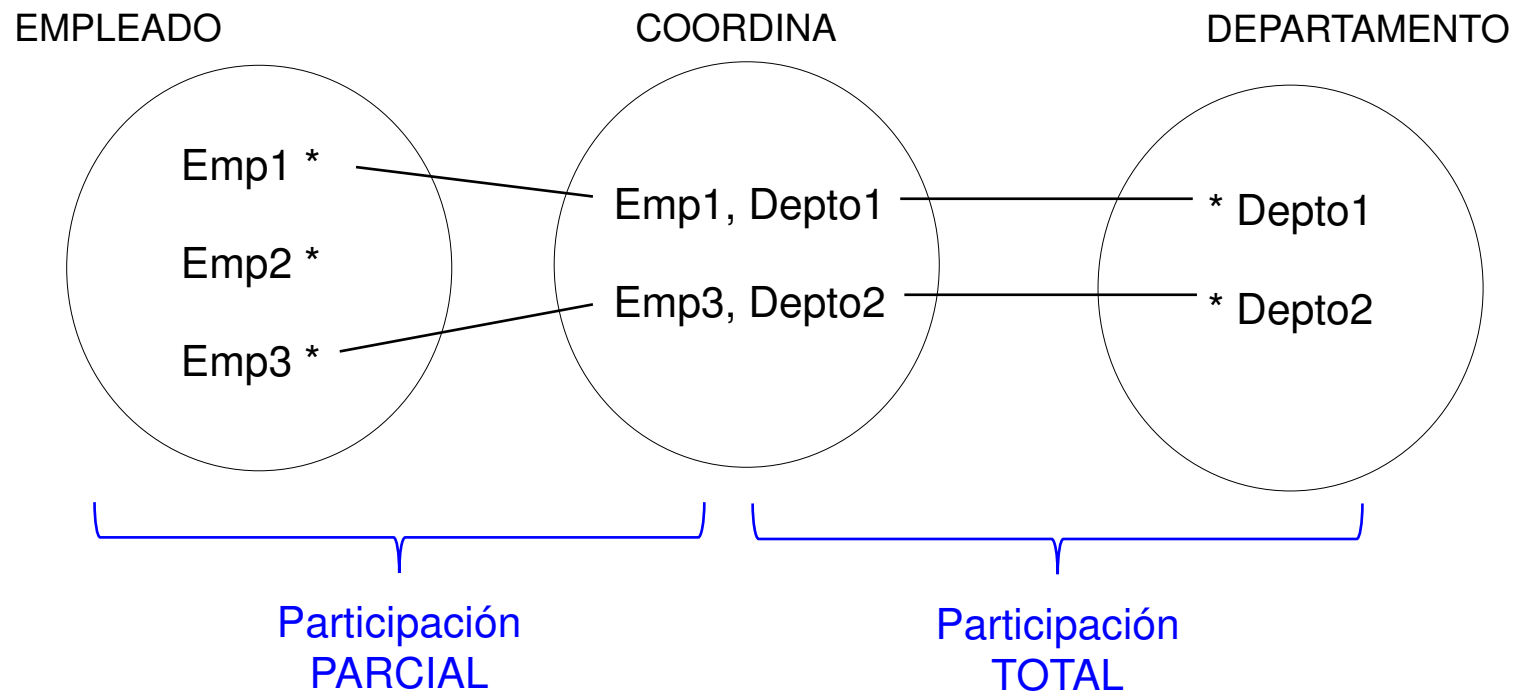 EMPLEADO COORDINA DEPARTAMENTO
Emp1 *
Emp2 *
Emp3 *
Emp1, Depto1
Emp3, Depto2
* Depto1
* Depto2
Participación
PARCIAL
Participación
TOTAL